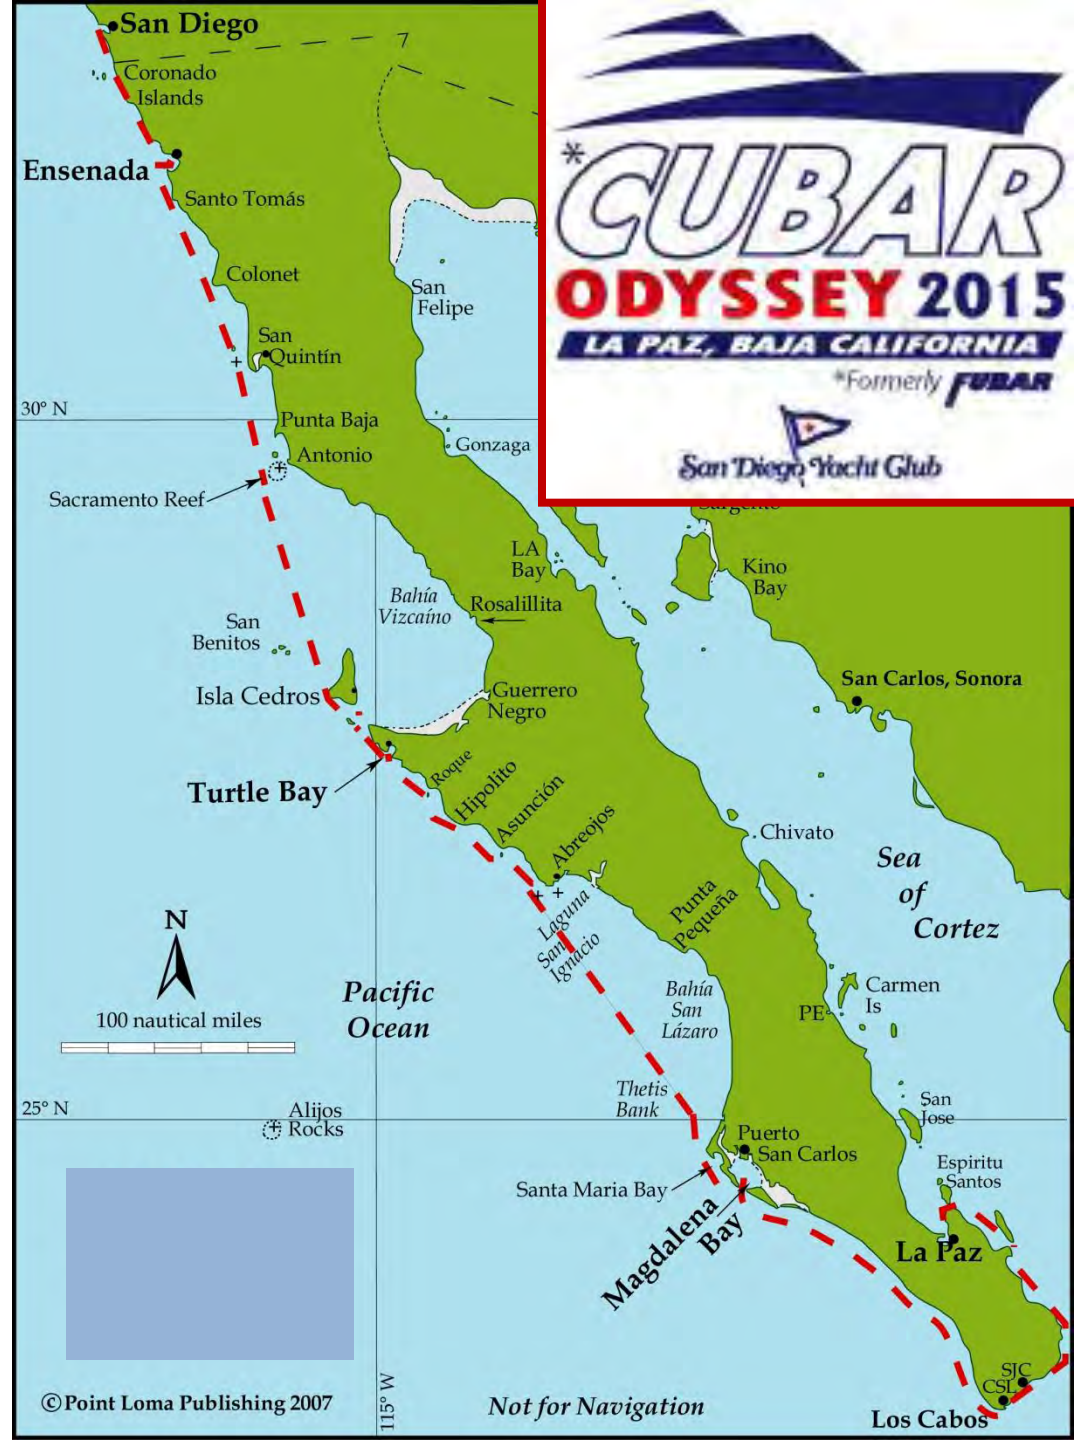 San Diego
Coronado
Islands
Ensenada
Santo Tomás
Colonet
San
Quintín
San
Felipe
30° N
Punta Baja
Antonio
Gonzaga
Sacramento Reef
*CUBAR
ODYSSEY 2015
LA PAZ, BAJA CALIFORNIA
*Formerly FUBAR
San Diego Yacht Club
Sargento
LA
Bay
Kino
Bay
Bahía
Vizcaíno
Rosalillita
San
Benitos
Isla Cedros
Guerrero
Negro
San Carlos, Sonora
Turtle Bay
Roque
Hipolito
Asunción
Abreojos
Chivato
Sea
of
Cortez
Laguna
San
Ignacio
Punta
Pequeña
N
100 nautical miles
Pacific
Ocean
Bahía
San
Lázaro
PE
Carmen
Is
Thetis
Bank
25° N
Alijos
Rocks
San
Jose
Puerto
San Carlos
Santa Maria Bay
Magdalena
Bay
Espiritu
Santos
La Paz
SJC
CSL
Los Cabos
115° W
© Point Loma Publishing 2007
Not for Navigation